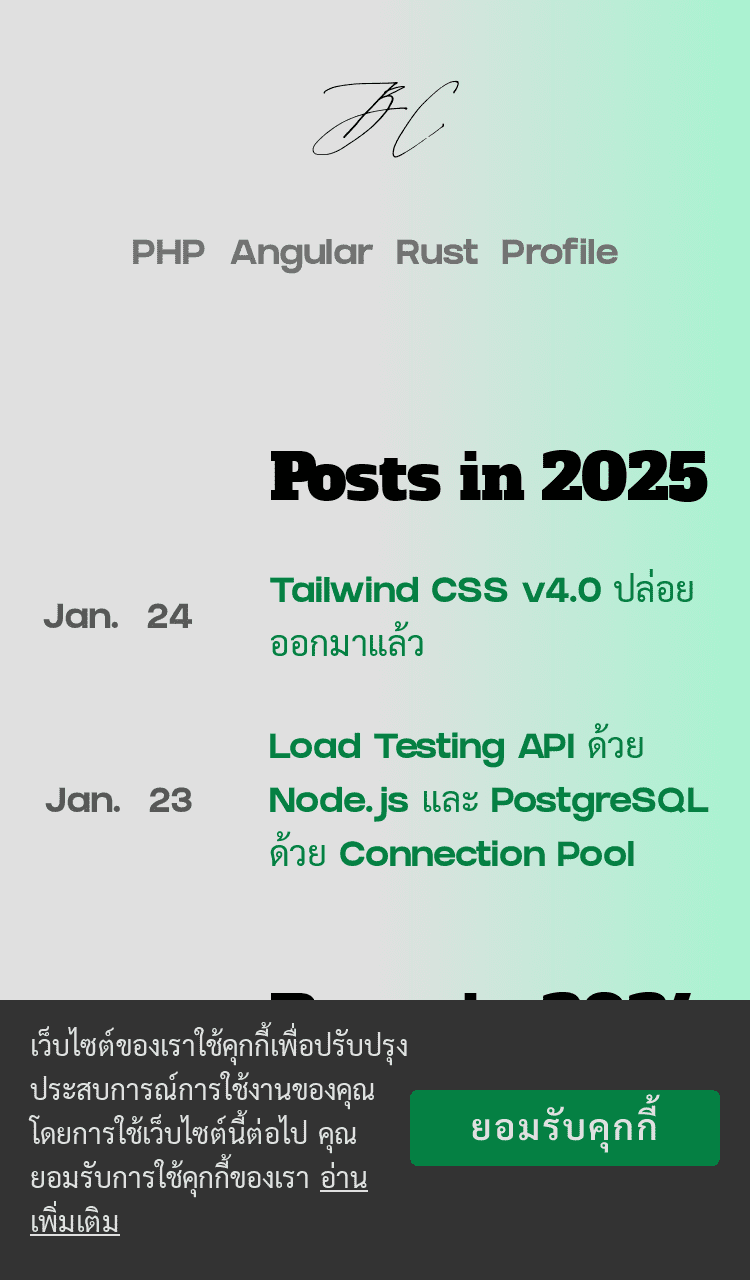 JBC
PHP Angular Rust Profile
Posts in 2025
Jan. 24
Tailwind CSS v4.0 ปล่อย
ออกมาแล้ว
Jan. 23
Load Testing API ด้วย
Node.js และ PostgreSQL
ด้วย Connection Pool
เว็บไซต์ของเราใช้คุกกี้เพื่อปรับปรุง
ประสบการณ์การใช้งานของคุณ
โดยการใช้เว็บไซต์นี้ต่อไป คุณ
ยอมรับการใช้คุกกี้ของเรา อ่าน
เพิ่มเติม
ยอมรับคุกกี้